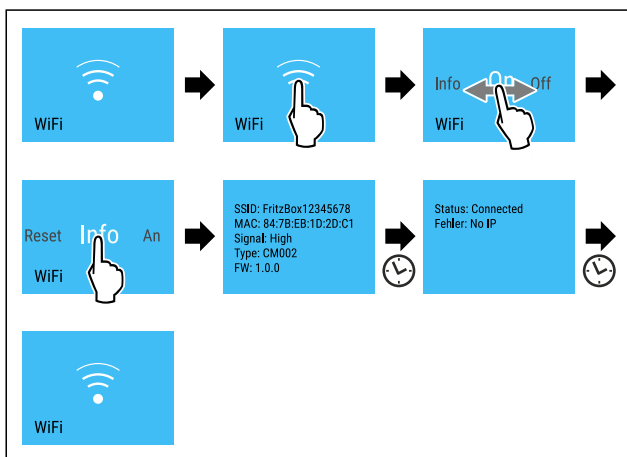 WiFi
WiFi
Info On Off
WiFi
Reset Info An
WiFi
SSID: FritzBox12345678
MAC: 84:7B:EB:1D:2D:C1
Signal: High
Type: CM002
FW: 1.0.0
Status: Connected
Fehler: No IP
WiFi